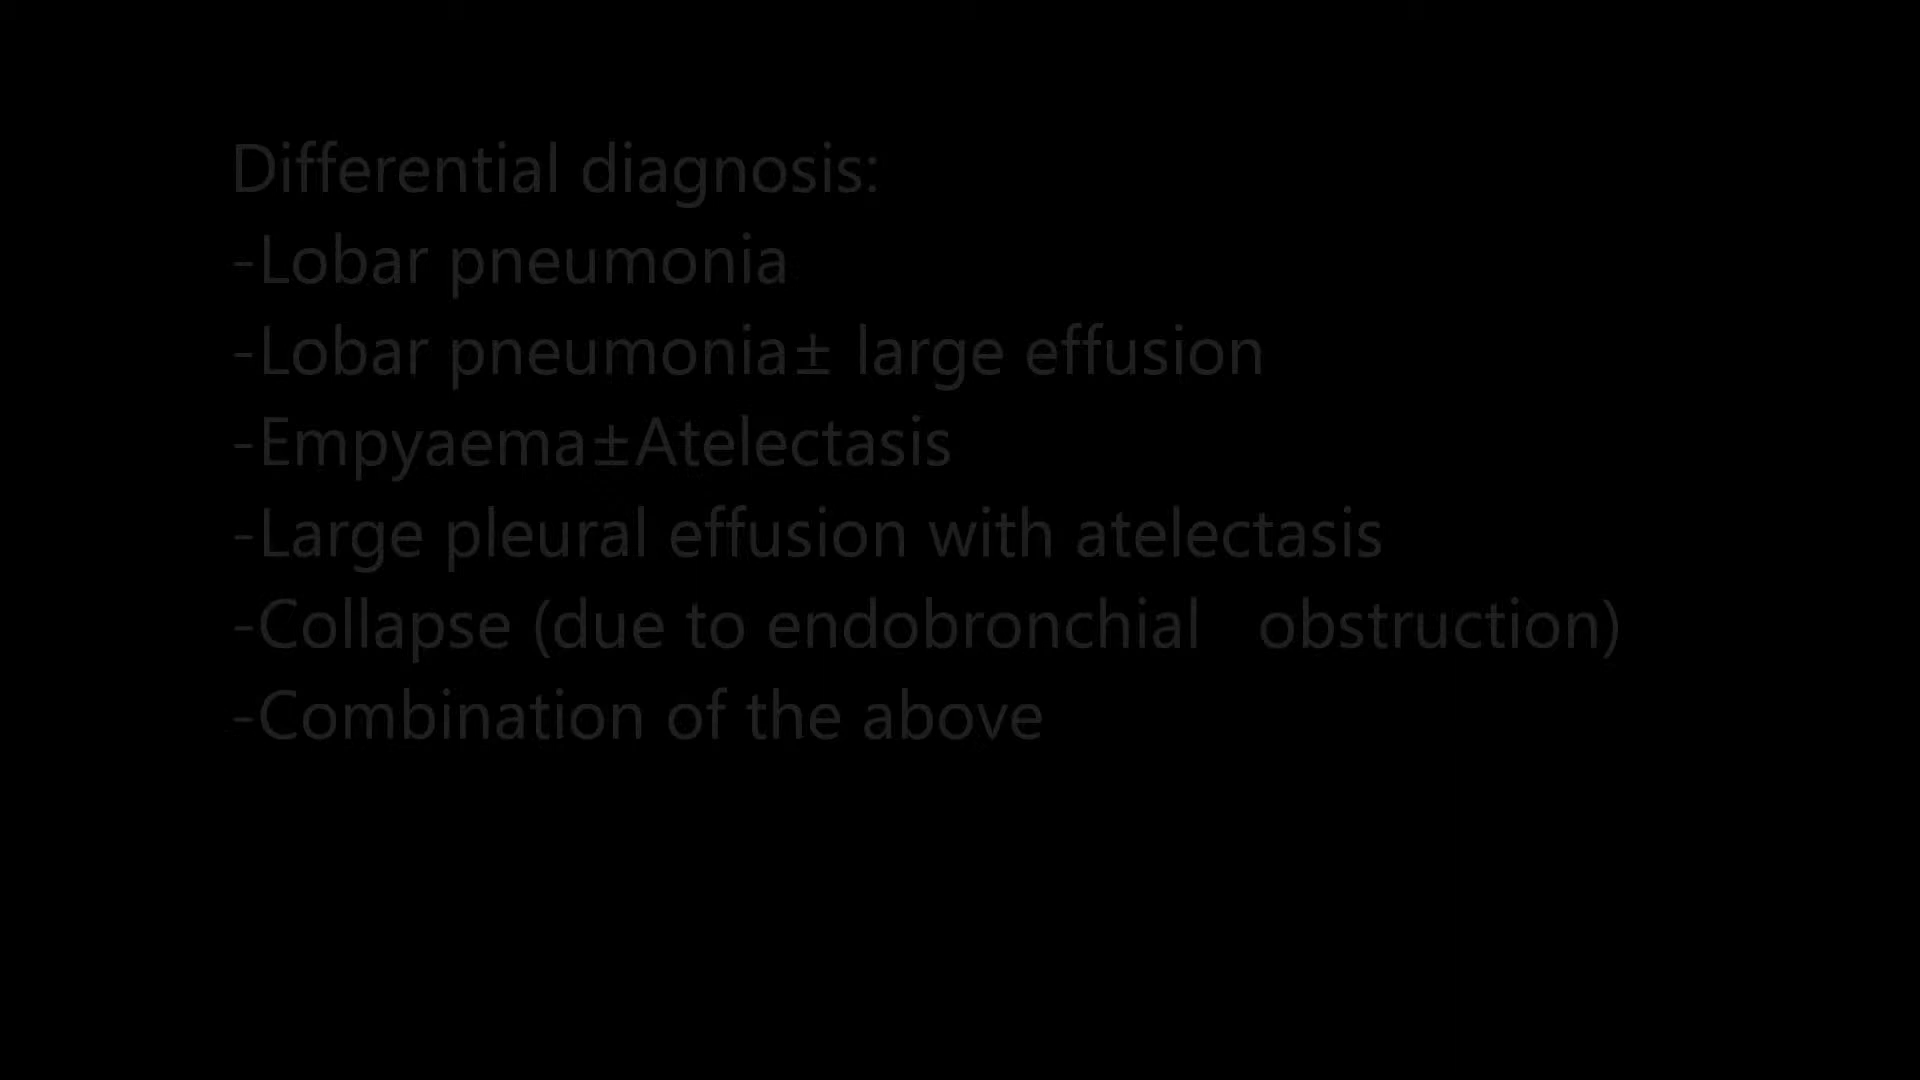 Differential diagnosis:
-Lobar pneumonia
-Lobar pneumonia± large effusion
-Empyaema±Atelectasis
-Large pleural effusion with atelectasis
-Collapse (due to endobronchial   obstruction)
-Combination of the above